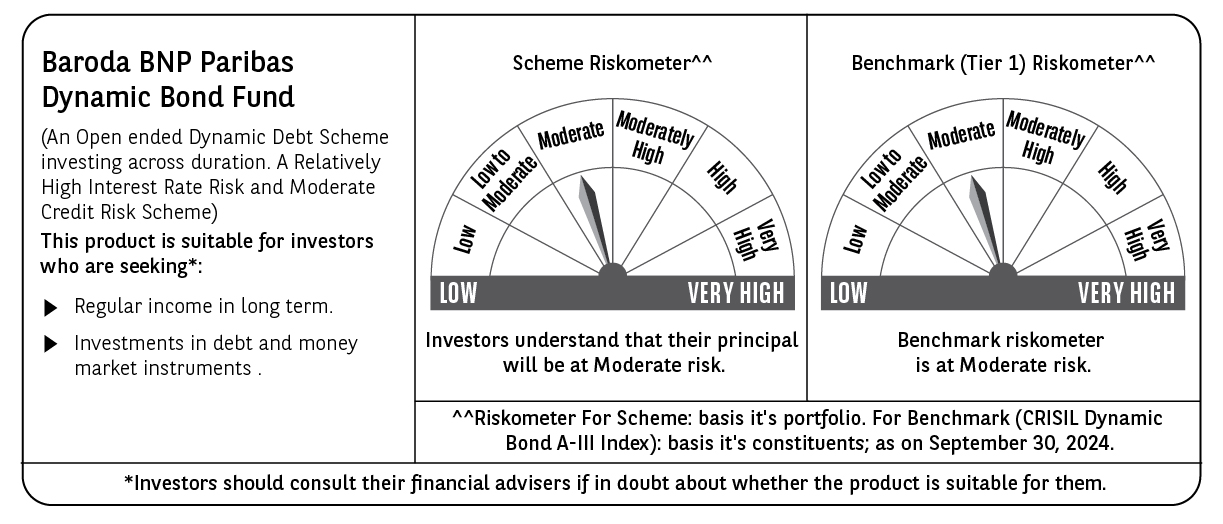 Baroda BNP Paribas
Dynamic Bond Fund
(An Open ended Dynamic Debt Scheme
investing across duration. A Relatively
High Interest Rate Risk and Moderate
Credit Risk Scheme)
This product is suitable for investors
who are seeking*:
Regular income in long term.
Investments in debt and money
market instruments .
Scheme Riskometer^^
Low
Low to
Moderate
Moderate
Moderately
High
High
Very
High
LOW VERY HIGH
Investors understand that their principal
will be at Moderate risk.
Benchmark (Tier 1) Riskometer^^
Low
Low to
Moderate
Moderate
Moderately
High
High
Very
High
LOW VERY HIGH
Benchmark riskometer
is at Moderate risk.
^^Riskometer For Scheme: basis it's portfolio. For Benchmark (CRISIL Dynamic
Bond A-III Index): basis it's constituents; as on September 30, 2024.
*Investors should consult their financial advisers if in doubt about whether the product is suitable for them.